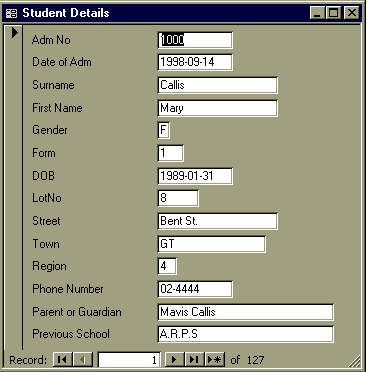 Student Details
Adm No 1000
Date of Adm 1998-09-14
Surname Callis
First Name Mary
Gender F
Form 1
DOB 1989-01-31
LotNo 8
Street Bent St.
Town GT
Region 4
Phone Number 02-4444
Parent or Guardian Mavis Callis
Previous School A.R.P.S
Record: 1 of 127